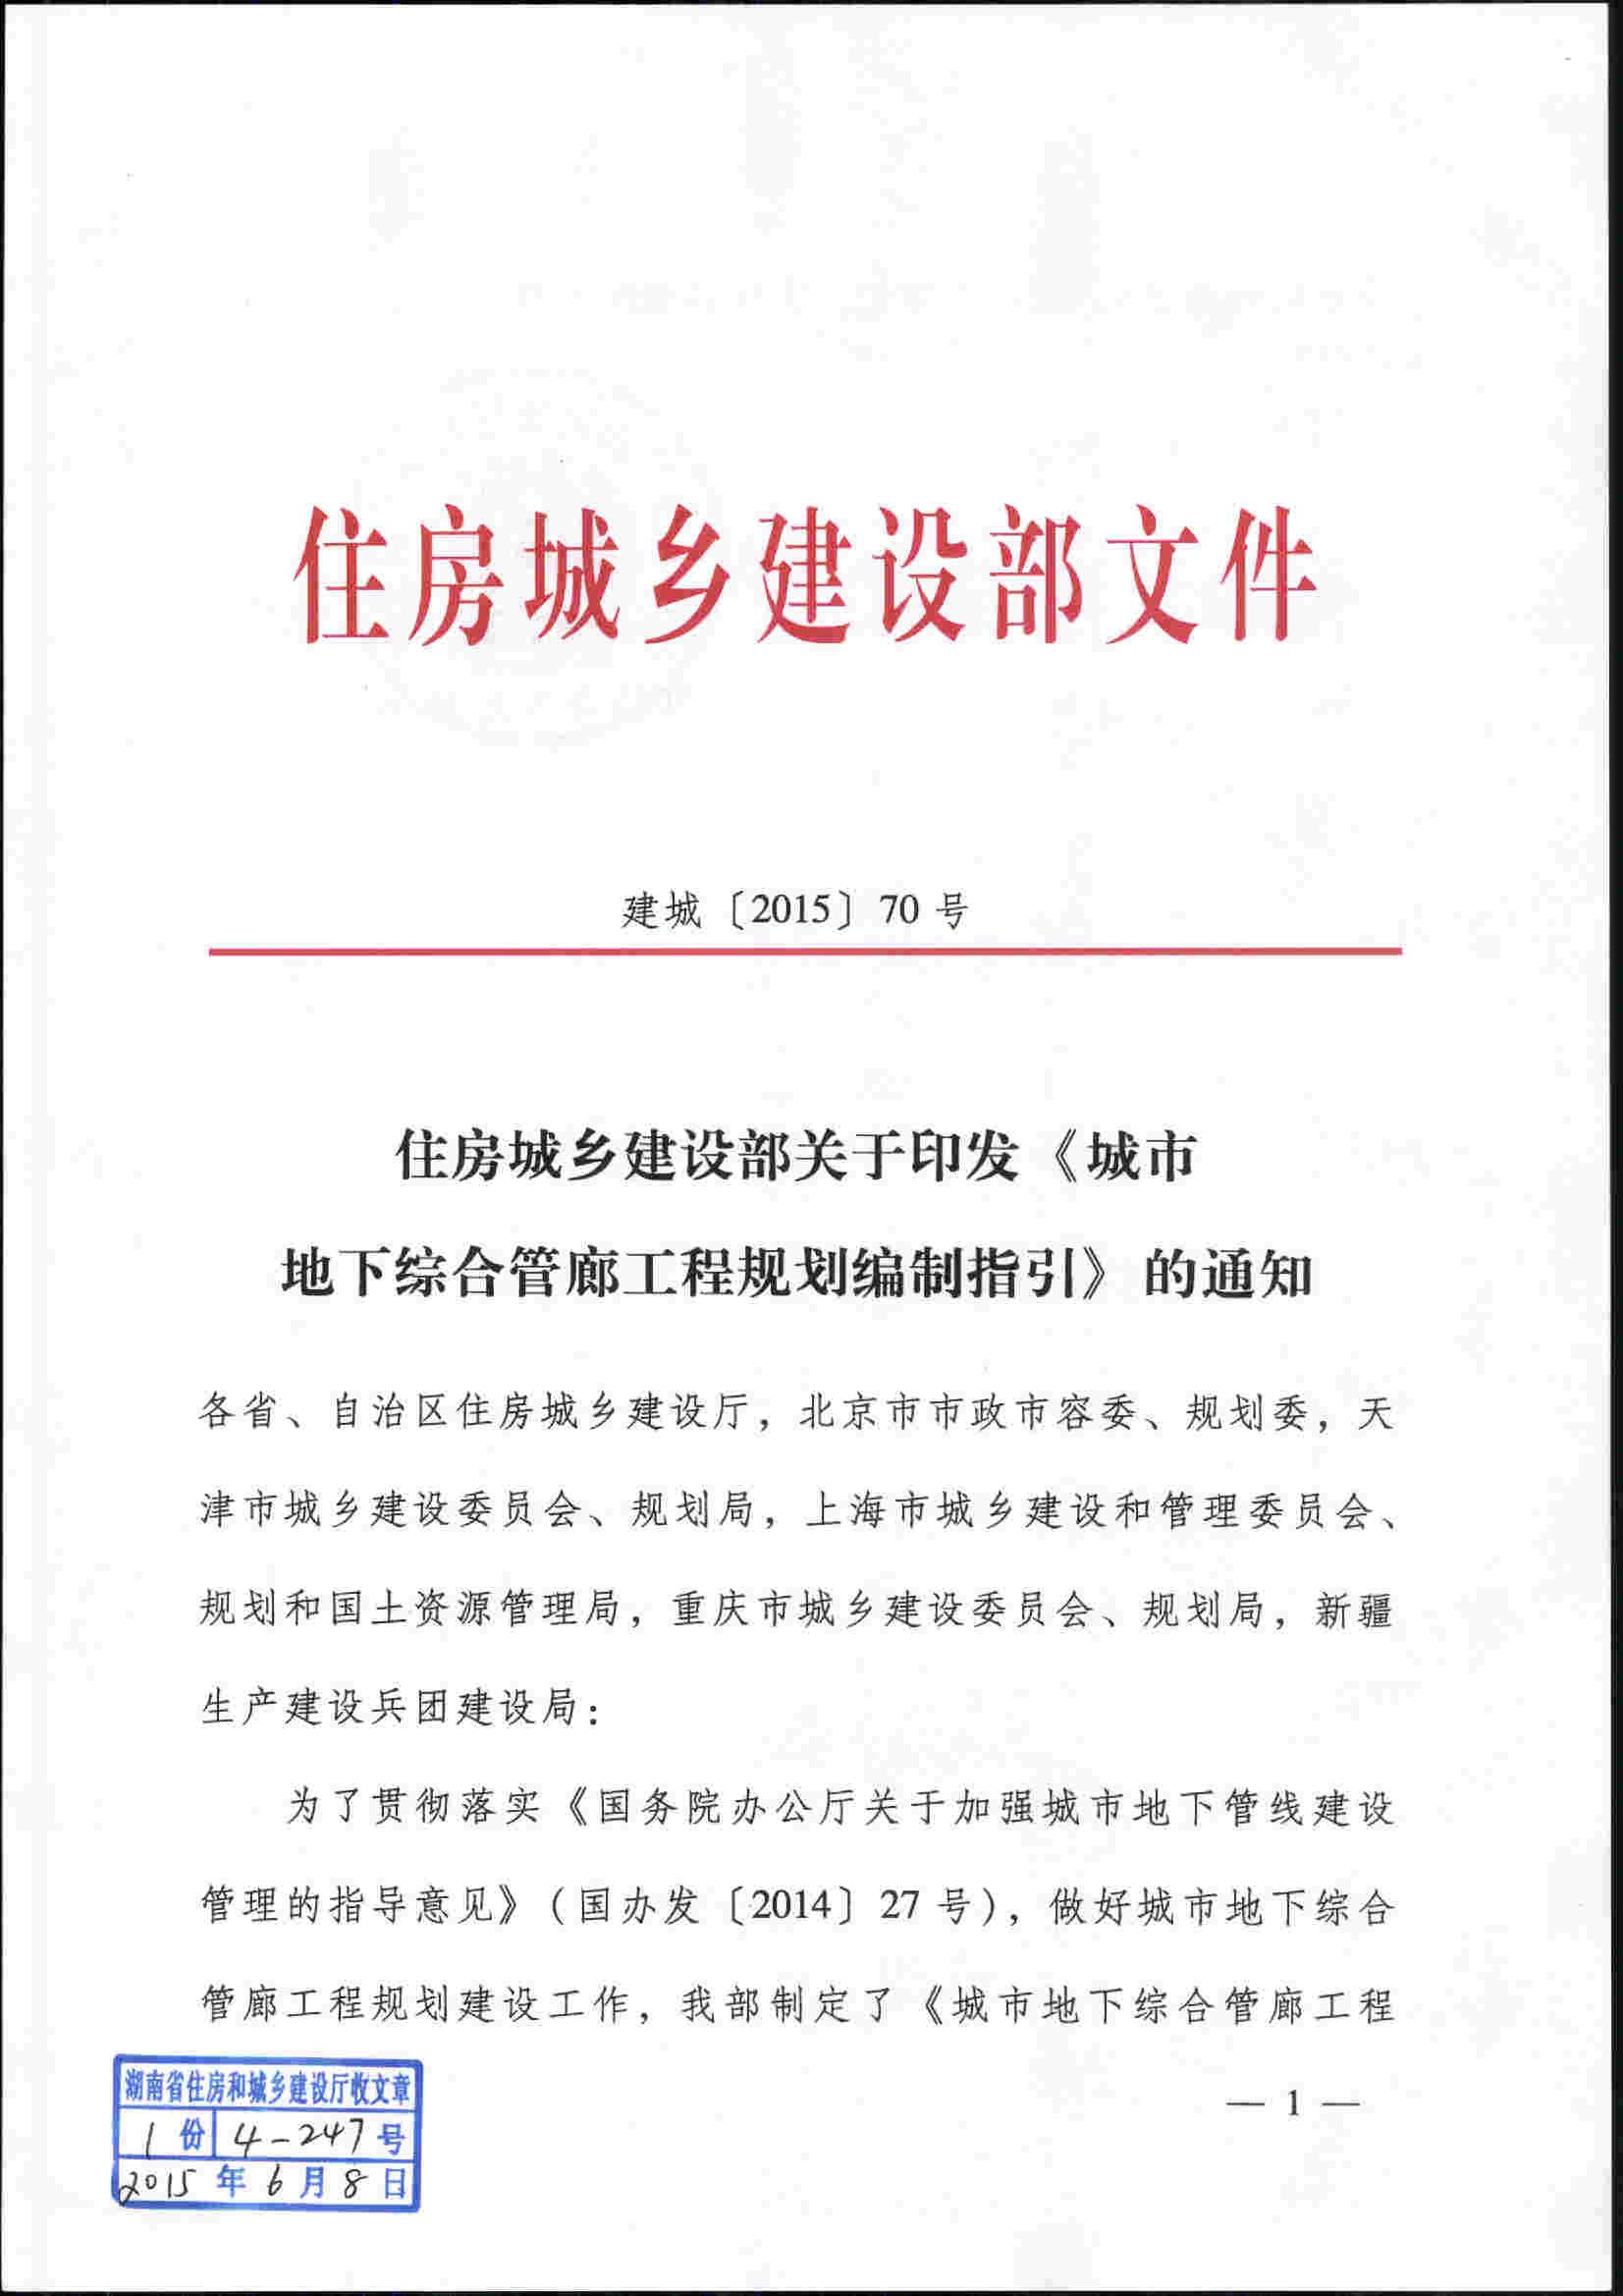 住房城乡建设部文件
建城〔2015〕70 号
住房城乡建设部关于印发《城市
地下综合管廊工程规划编制指引》的通知
各省、自治区住房城乡建设厅，北京市市政市容委、规划委，天
津市城乡建设委员会、规划局，上海市城乡建设和管理委员会、
规划和国土资源管理局，重庆市城乡建设委员会、规划局，新疆
生产建设兵团建设局：
为了贯彻落实《国务院办公厅关于加强城市地下管线建设
管理的指导意见》（国办发〔2014〕27 号），做好城市地下综合
管廊工程规划建设工作，我部制定了《城市地下综合管廊工程
— 1 —
湖南省住房和城乡建设厅收文章
1 份 4-247 号
2015 年 6 月 8 日